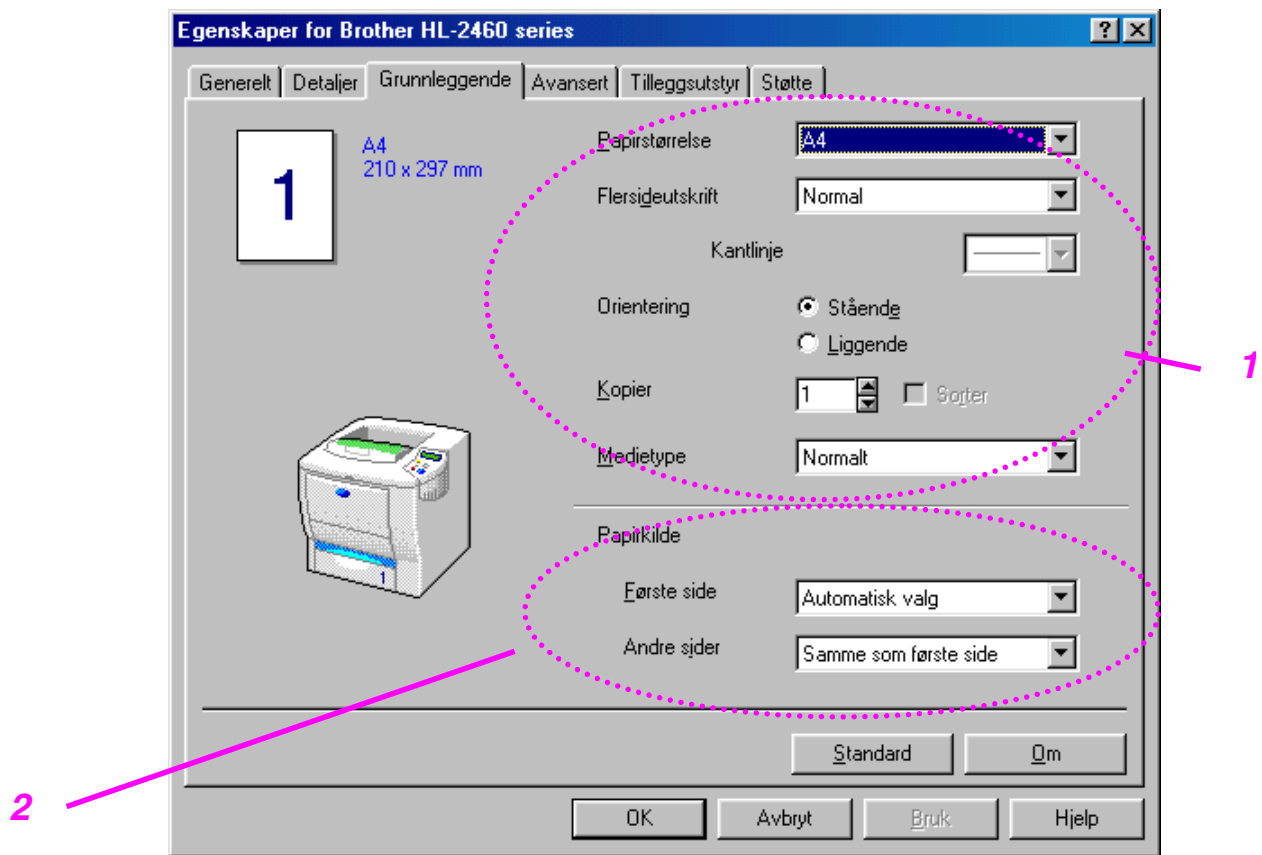 Egenskaper for Brother HL-2460 series
Generelt Detaljer Grunnleggende Avansert Tilleggsutstyr Støtte
1
A4
210 x 297 mm
Papirstørrelse A4
Flersideutskrift Normal
Kantlinje
Orientering Stående
Liggende
1
Kopier 1 Sorter
Medietype Normalt
1
Papirkilde
Første side Automatisk valg
Andre sider Samme som første side
Standard Om
2
OK Avbryt Bruk Hjelp